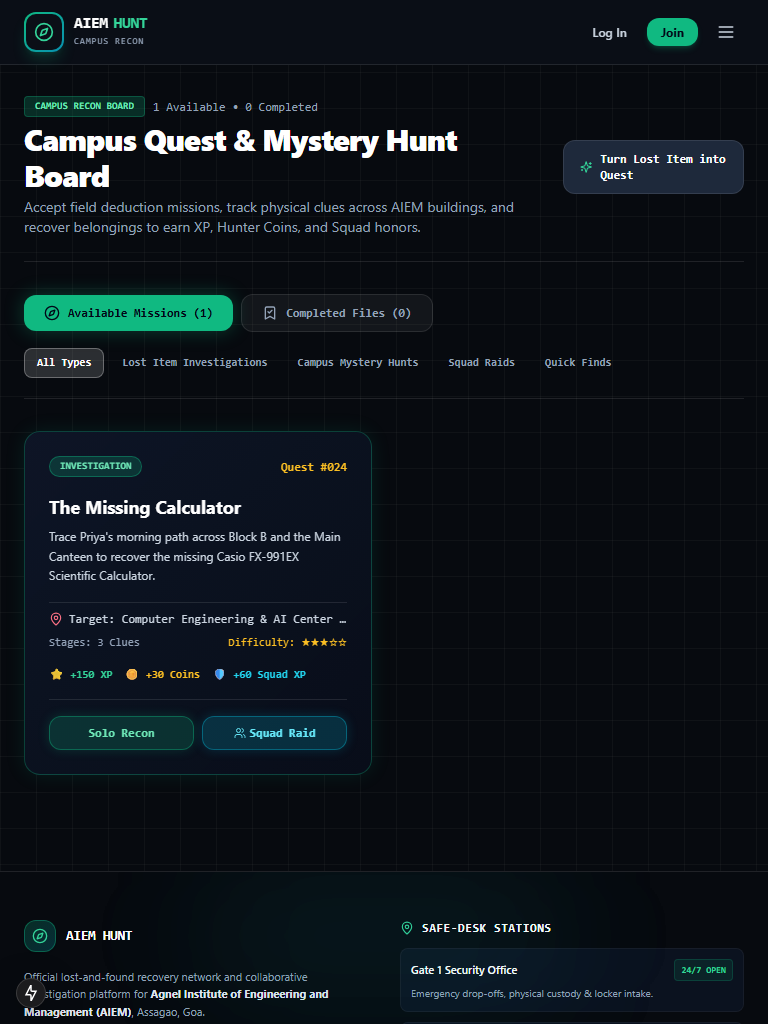 AIEM HUNT
CAMPUS RECON
Log In
Join
CAMPUS RECON BOARD
1 Available • 0 Completed
Campus Quest & Mystery Hunt
Board
Accept field deduction missions, track physical clues across AIEM buildings, and
recover belongings to earn XP, Hunter Coins, and Squad honors.
Turn Lost Item into
Quest
Available Missions (1)
Completed Files (0)
All Types
Lost Item Investigations
Campus Mystery Hunts
Squad Raids
Quick Finds
INVESTIGATION
Quest #024
The Missing Calculator
Trace Priya's morning path across Block B and the Main
Canteen to recover the missing Casio FX-991EX
Scientific Calculator.
Target: Computer Engineering & AI Center …
Stages: 3 Clues
Difficulty: ★★★☆☆
+150 XP
+30 Coins
+60 Squad XP
Solo Recon
Squad Raid
AIEM HUNT
Official lost-and-found recovery network and collaborative
stigation platform for Agnel Institute of Engineering and
Management (AIEM), Assagao, Goa.
SAFE-DESK STATIONS
Gate 1 Security Office
24/7 OPEN
Emergency drop-offs, physical custody & locker intake.